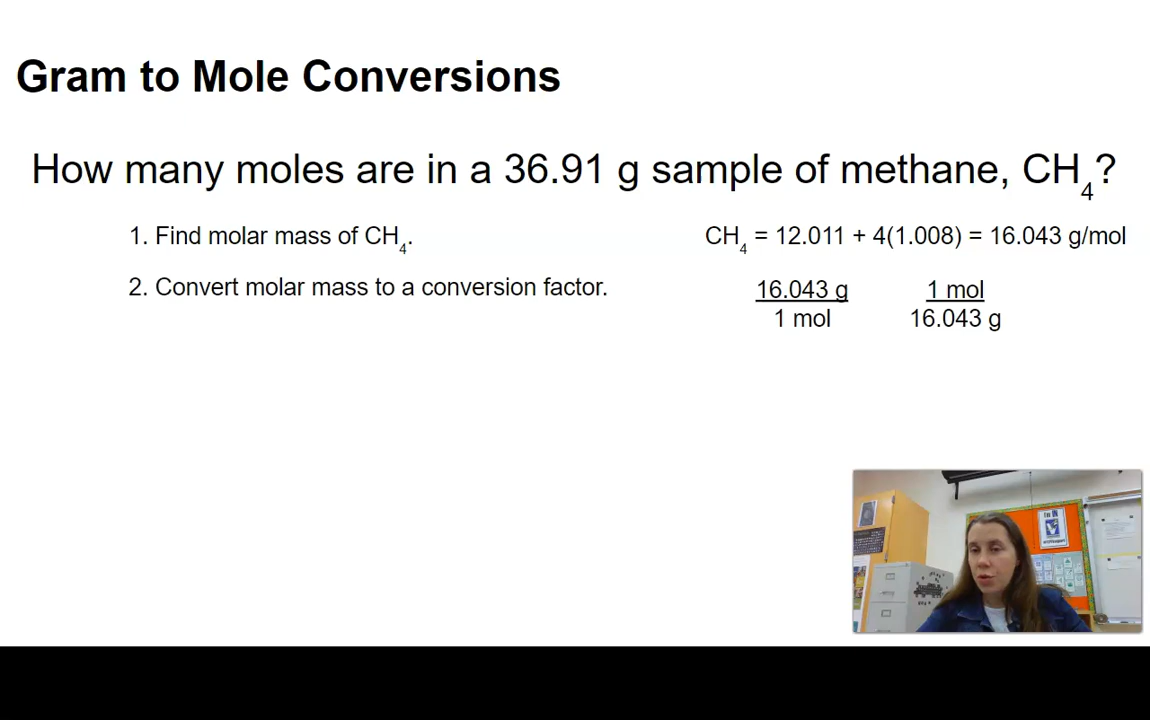 Gram to Mole Conversions
How many moles are in a 36.91 g sample of methane, CH₄?
1. Find molar mass of CH₄.
CH₄ = 12.011 + 4(1.008) = 16.043 g/mol
2. Convert molar mass to a conversion factor.
16.043 g 1 mol
1 mol 16.043 g